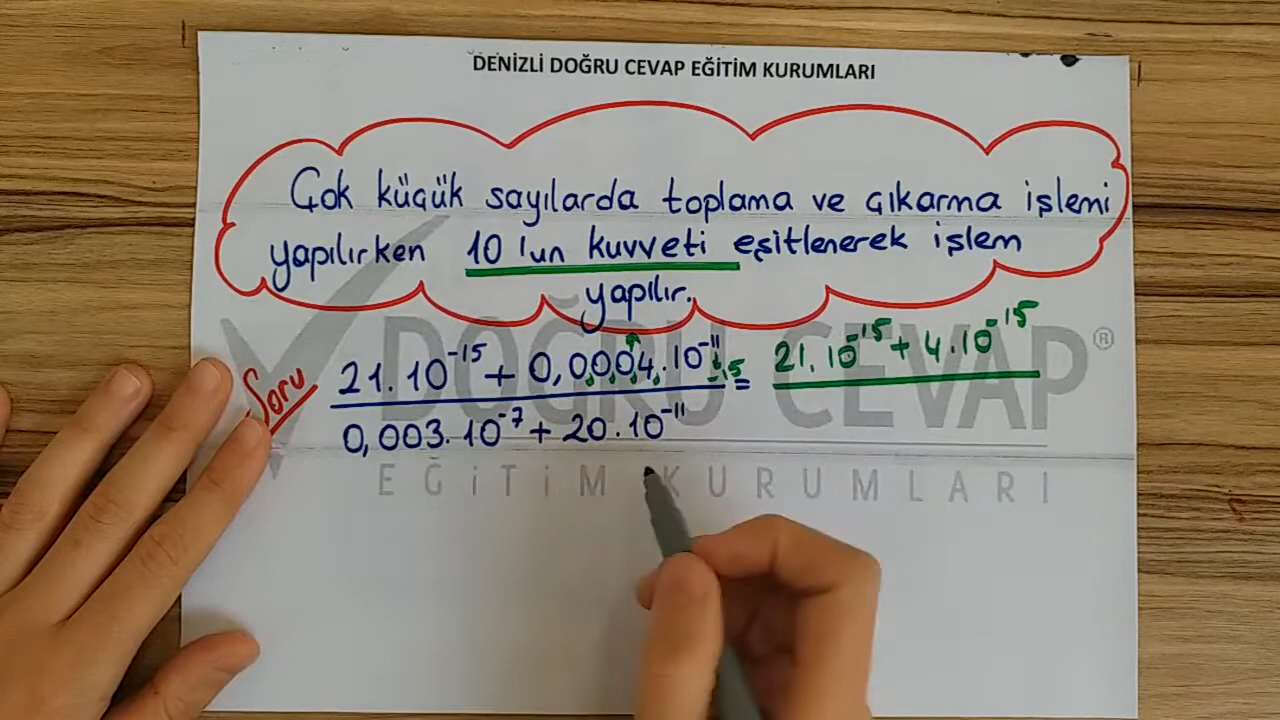 DENİZLİ DOĞRU CEVAP EĞİTİM KURUMLARI
Çok küçük sayılarda toplama ve çıkarma işlemi
yapılırken 10 'un kuvveti eşitlenerek işlem
yapılır.
Soru
21.10⁻¹⁵ + 0,0004.10⁻¹¹ = 21.10⁻¹⁵ + 4.10⁻¹⁵
-15
0,003.10⁻⁷ + 20.10⁻¹¹
DOĞRU CEVAP®
EĞİTİM KURUMLARI